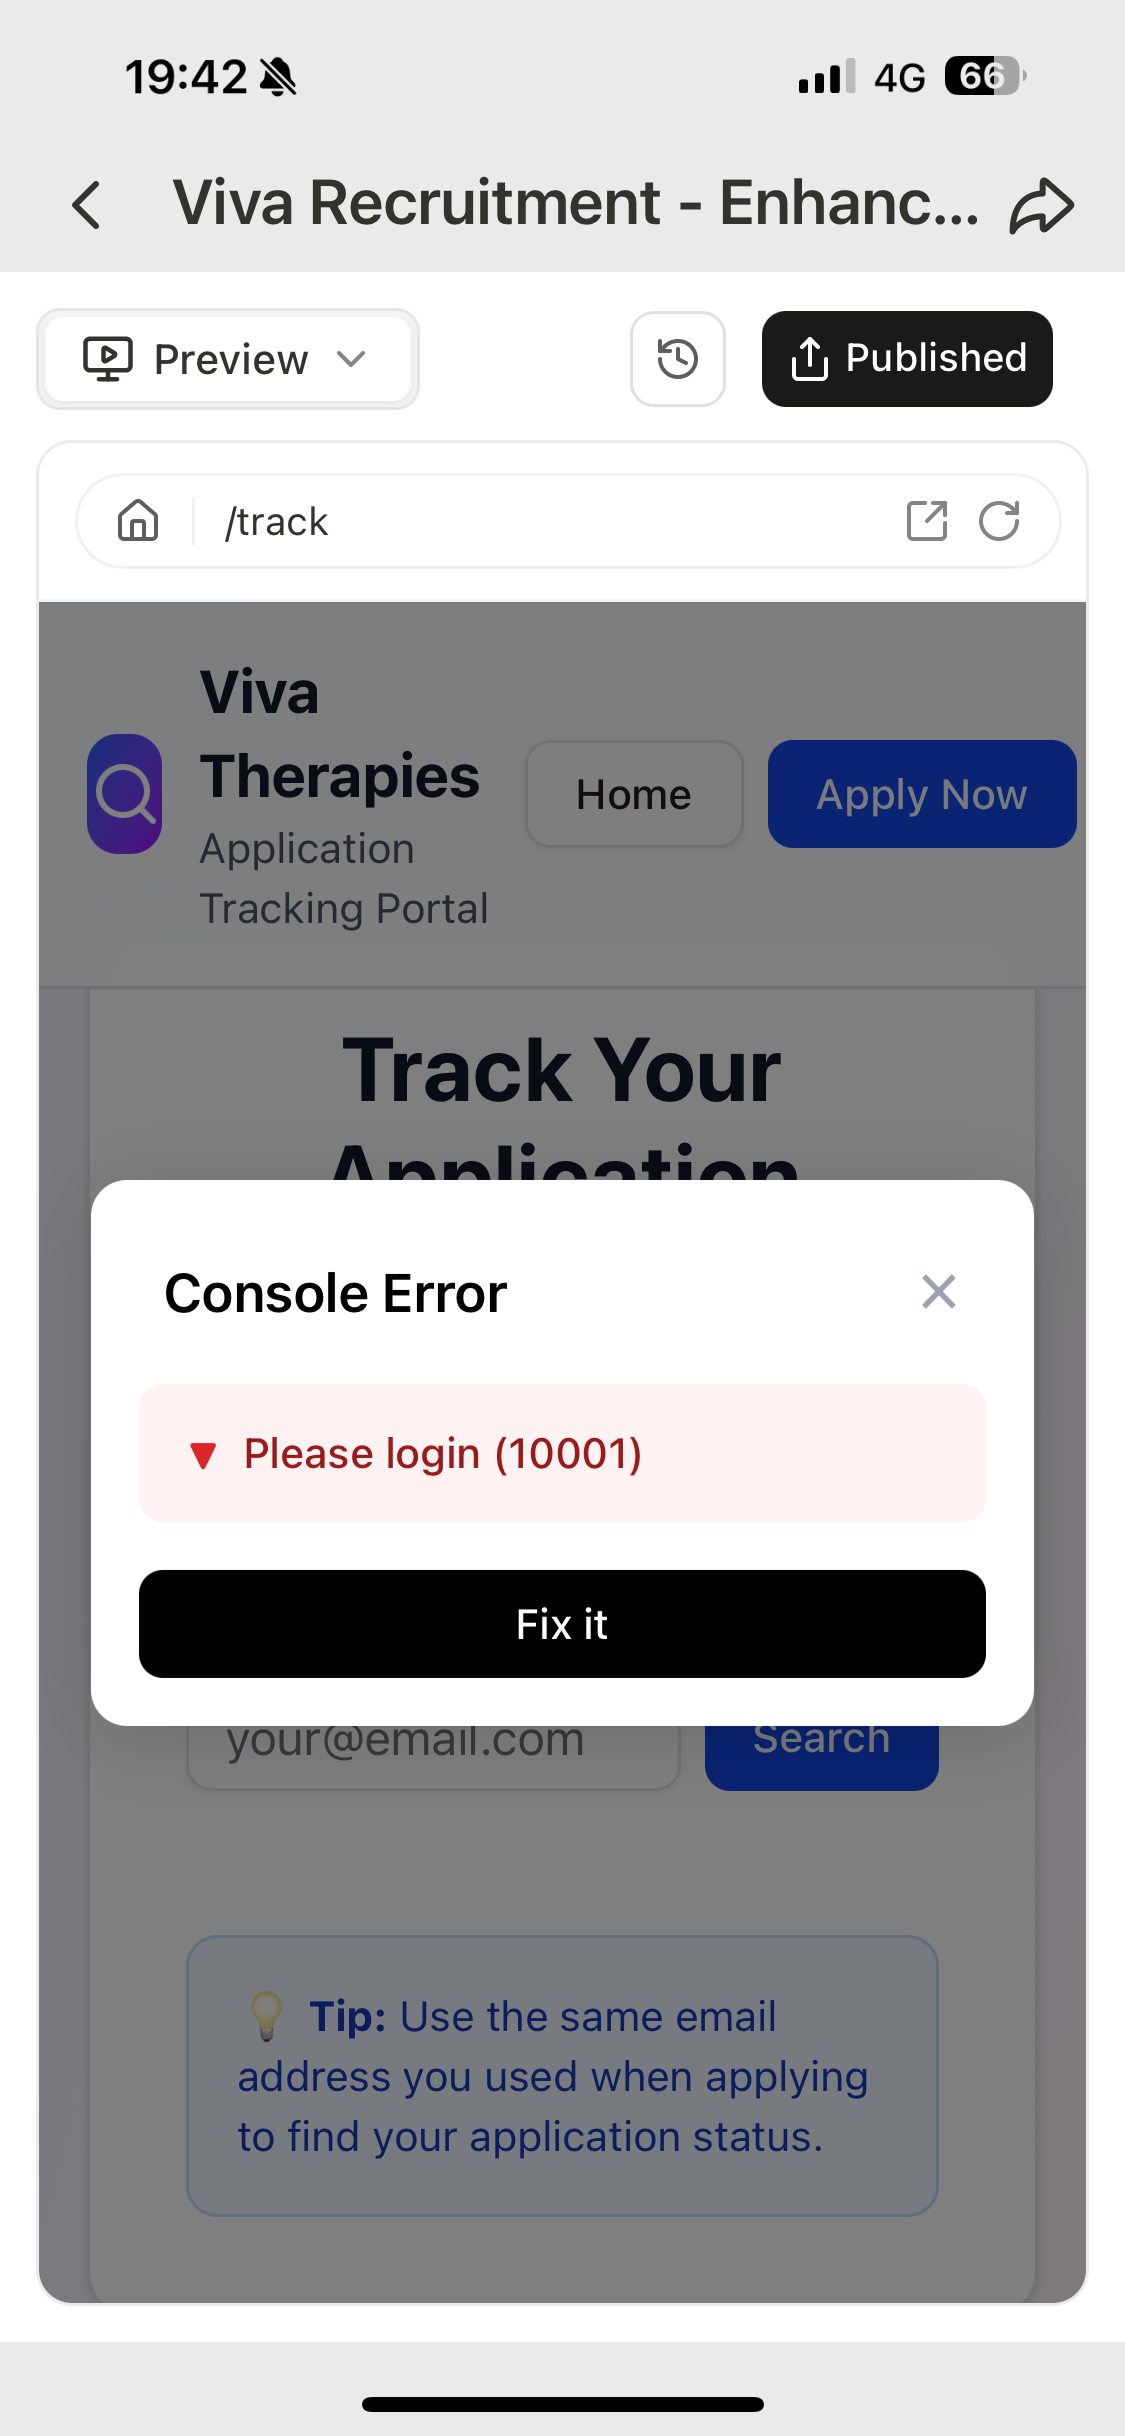 19:42
4G 66
Viva Recruitment - Enhanc...
Preview
Published
/track
Viva
Therapies
Application
Tracking Portal
Home
Apply Now
Track Your
Application
Console Error
Please login (10001)
Fix it
your@email.com
Search
Tip: Use the same email
address you used when applying
to find your application status.